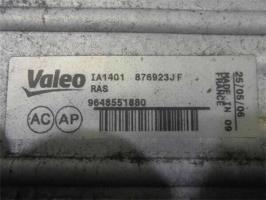 Valeo IA1401 876923JF
RAS
9648551880
AC AP
25/05/06
MADE IN 09
FRANCE